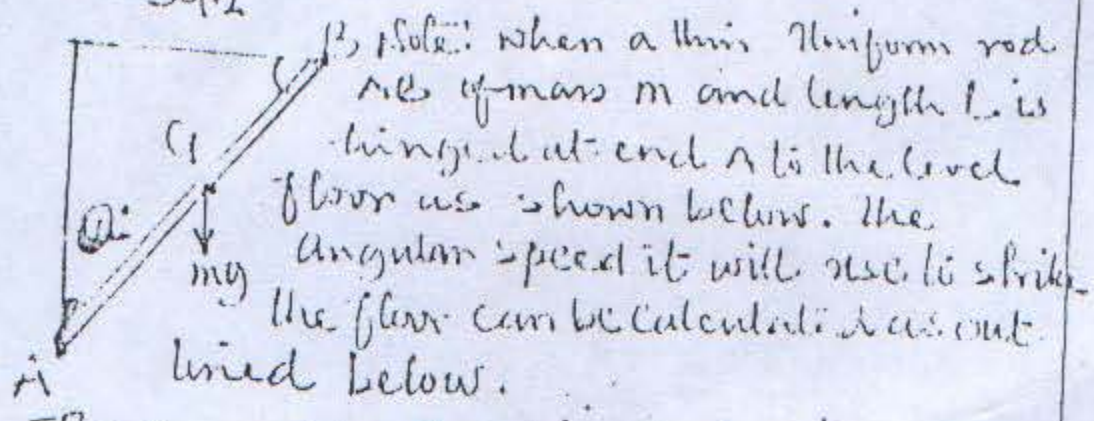 B, Note: when a thin Uniform rod
AB of mass m and length L is
G hinged at end A to the level
floor as shown below. The
mg angular speed it will use to strike
the floor can be calculated as out
A lined below.